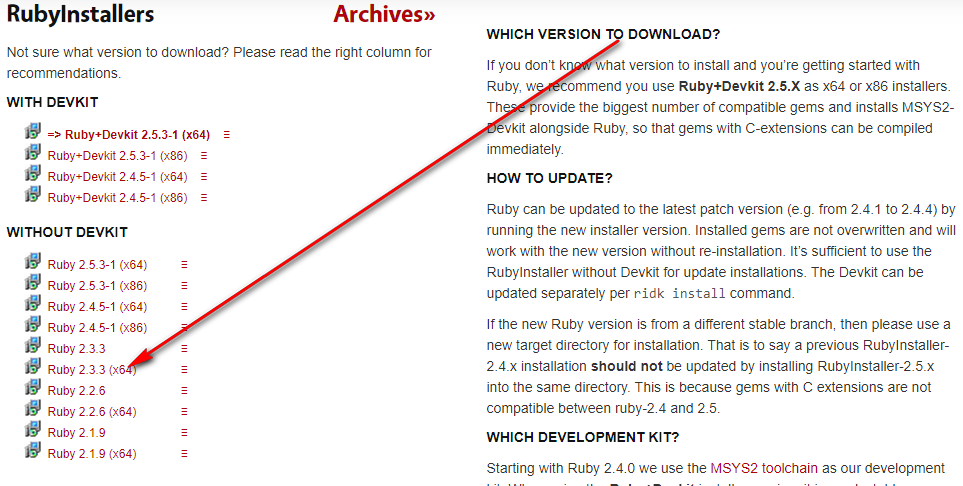 RubyInstallers
Archives»
Not sure what version to download? Please read the right column for
recommendations.
WITH DEVKIT
=> Ruby+Devkit 2.5.3-1 (x64)
Ruby+Devkit 2.5.3-1 (x86)
Ruby+Devkit 2.4.5-1 (x64)
Ruby+Devkit 2.4.5-1 (x86)
WITHOUT DEVKIT
Ruby 2.5.3-1 (x64)
Ruby 2.5.3-1 (x86)
Ruby 2.4.5-1 (x64)
Ruby 2.4.5-1 (x86)
Ruby 2.3.3
Ruby 2.3.3 (x64)
Ruby 2.2.6
Ruby 2.2.6 (x64)
Ruby 2.1.9
Ruby 2.1.9 (x64)
WHICH VERSION TO DOWNLOAD?
If you don’t know what version to install and you’re getting started with
Ruby, we recommend you use Ruby+Devkit 2.5.X as x64 or x86 installers.
These provide the biggest number of compatible gems and installs MSYS2-
Devkit alongside Ruby, so that gems with C-extensions can be compiled
immediately.
HOW TO UPDATE?
Ruby can be updated to the latest patch version (e.g. from 2.4.1 to 2.4.4) by
running the new installer version. Installed gems are not overwritten and will
work with the new version without re-installation. It’s sufficient to use the
RubyInstaller without Devkit for update installations. The Devkit can be
updated separately per ridk install command.
If the new Ruby version is from a different stable branch, then please use a
new target directory for installation. That is to say a previous RubyInstaller-
2.4.x installation should not be updated by installing RubyInstaller-2.5.x
into the same directory. This is because gems with C extensions are not
compatible between ruby-2.4 and 2.5.
WHICH DEVELOPMENT KIT?
Starting with Ruby 2.4.0 we use the MSYS2 toolchain as our development